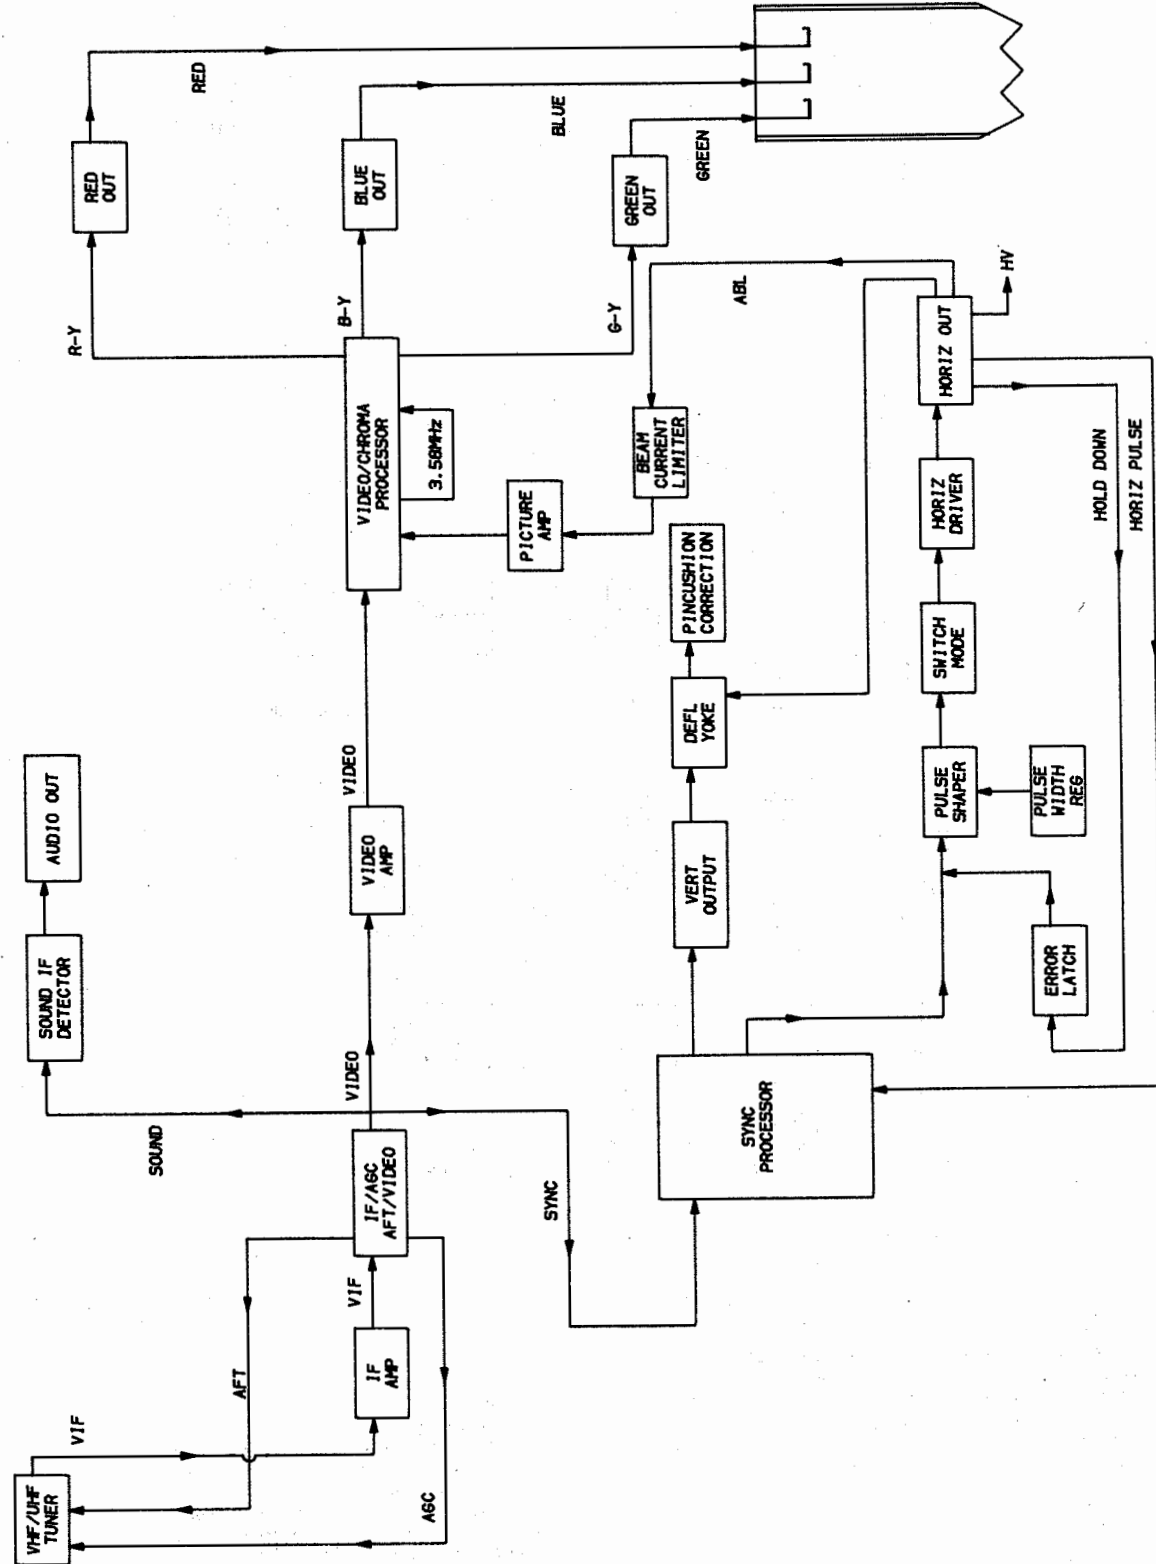 VHF/UHF
TUNER
VIF
AFT
AGC
IF
AMP
VIF
IF/AGC
AFT/VIDEO
SOUND
SOUND IF
DETECTOR
AUDIO OUT
VIDEO
VIDEO
AMP
VIDEO
SYNC
SYNC
PROCESSOR
VERT
OUTPUT
DEFL
YOKE
PINCUSHION
CORRECTION
VIDEO/CHROMA
PROCESSOR
3.58MHz
PICTURE
AMP
BEAM
CURRENT
LIMITER
ABL
R-Y
B-Y
G-Y
RED
OUT
BLUE
OUT
GREEN
OUT
RED
BLUE
GREEN
ERROR
LATCH
PULSE
SHAPER
PULSE
WIDTH
REG
SWITCH
MODE
HORIZ
DRIVER
HORIZ OUT
HV
HOLD DOWN
HORIZ PULSE